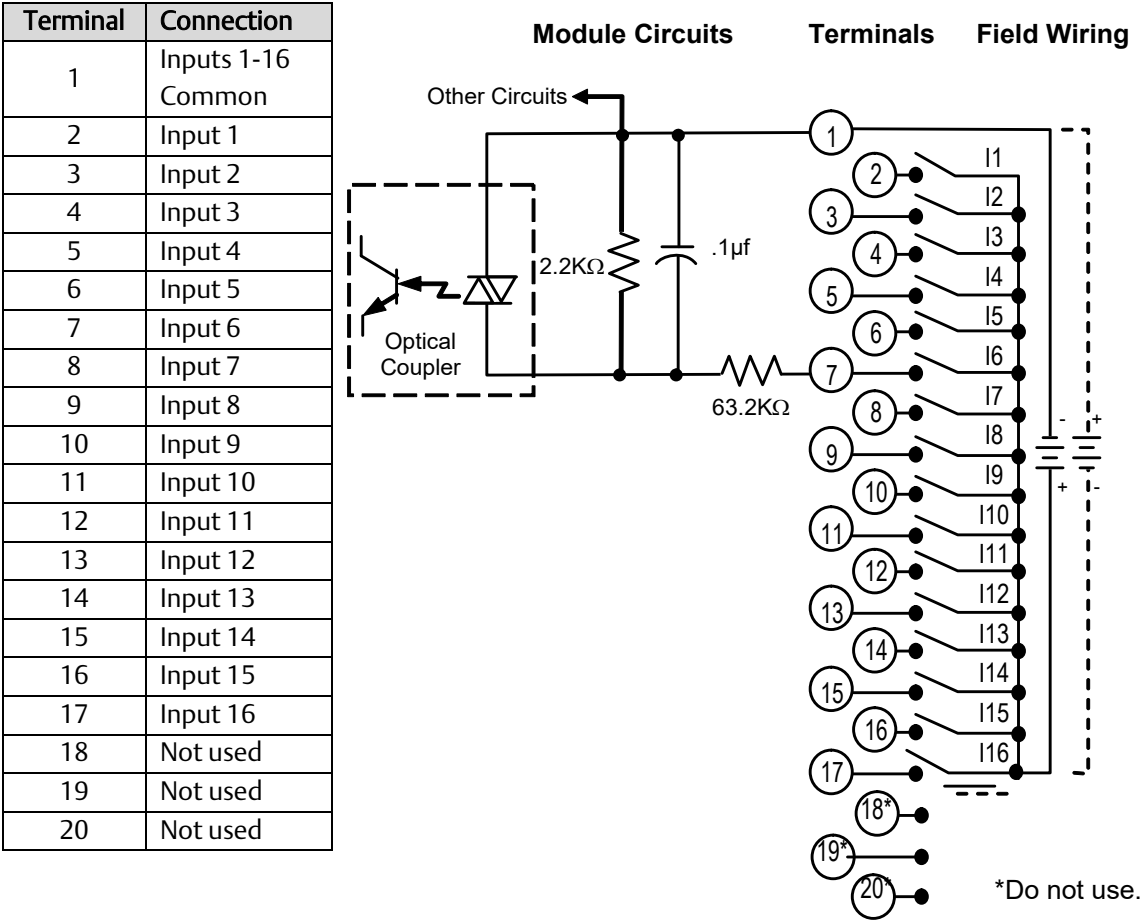 Terminal Connection
1 Inputs 1-16
Common
2 Input 1
3 Input 2
4 Input 3
5 Input 4
6 Input 5
7 Input 6
8 Input 7
9 Input 8
10 Input 9
11 Input 10
12 Input 11
13 Input 12
14 Input 13
15 Input 14
16 Input 15
17 Input 16
18 Not used
19 Not used
20 Not used
Module Circuits Terminals Field Wiring
Other Circuits
Optical
Coupler
2.2KΩ
.1µf
63.2KΩ
1
2 I1
3 I2
4 I3
5 I4
6 I5
7 I6
8 I7
9 I8
10 I9
11 I10
12 I11
13 I12
14 I13
15 I14
16 I15
17 I16
18*
19*
20*
- +
+ -
*Do not use.